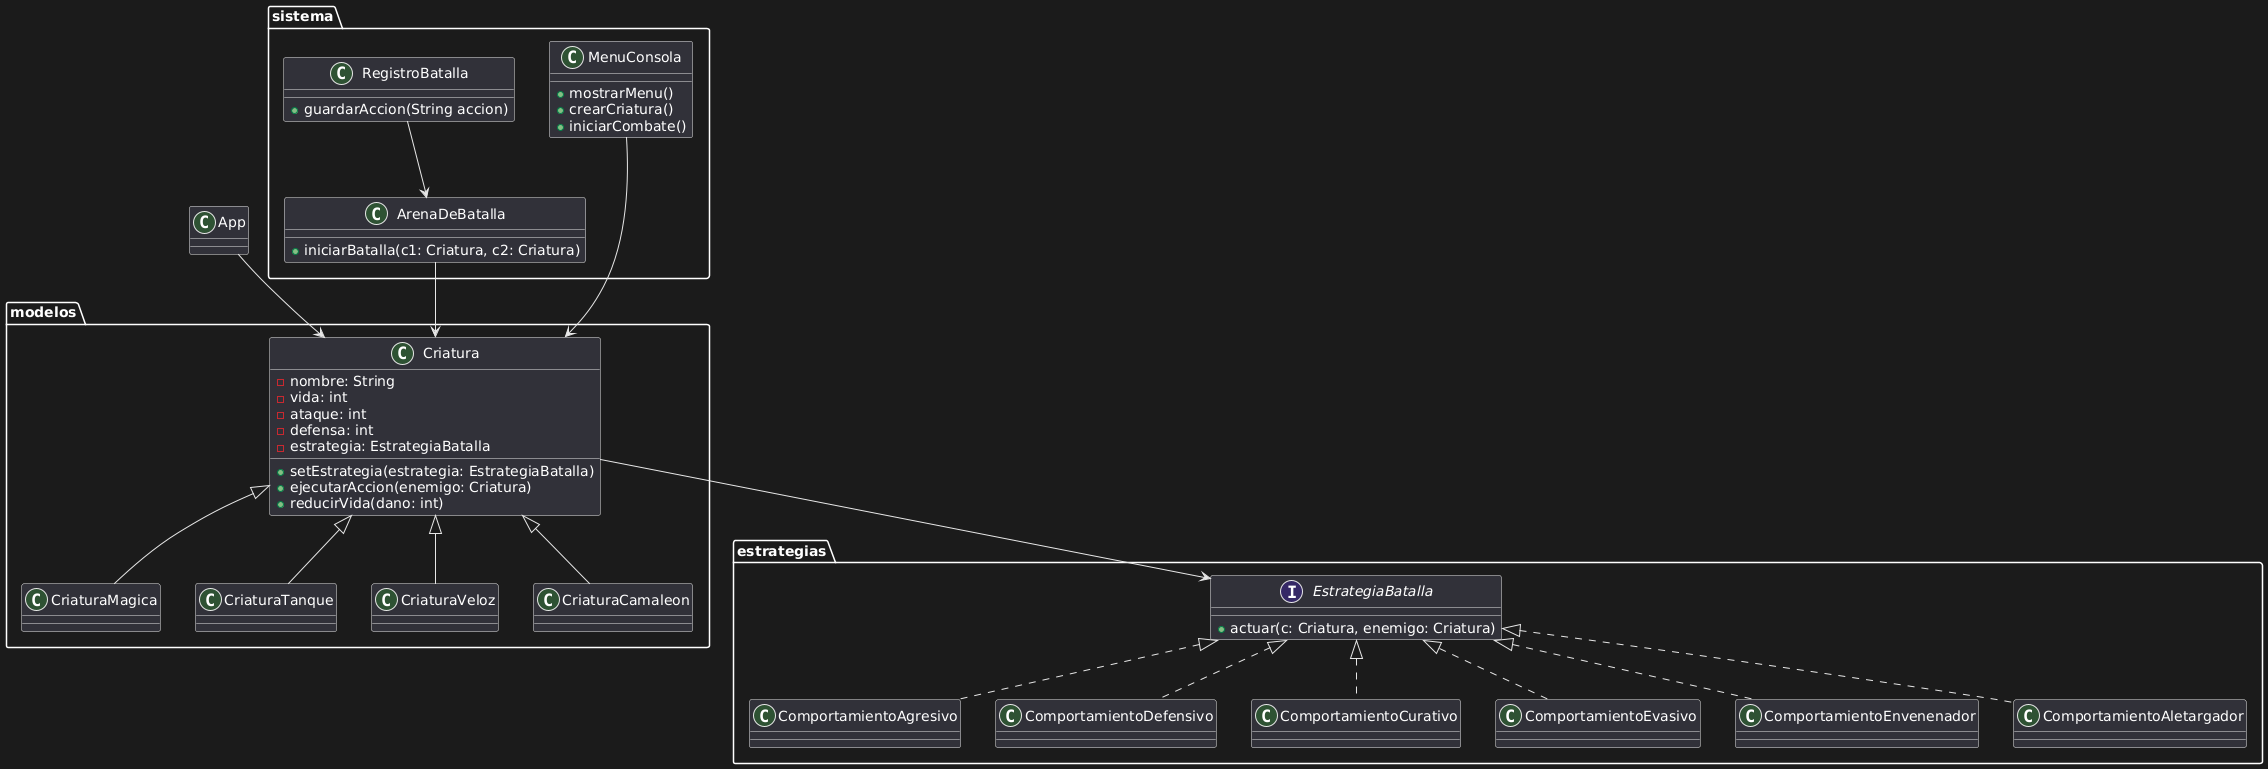 sistema
C RegistroBatalla
guardarAccion(String accion)
C MenuConsola
mostrarMenu()
crearCriatura()
iniciarCombate()
C App
C ArenaDeBatalla
iniciarBatalla(c1: Criatura, c2: Criatura)
modelos
C Criatura
nombre: String
vida: int
ataque: int
defensa: int
estrategia: EstrategiaBatalla
setEstrategia(estrategia: EstrategiaBatalla)
ejecutarAccion(enemigo: Criatura)
reducirVida(dano: int)
C CriaturaMagica
C CriaturaTanque
C CriaturaVeloz
C CriaturaCamaleon
estrategias
I EstrategiaBatalla
actuar(c: Criatura, enemigo: Criatura)
C ComportamientoAgresivo
C ComportamientoDefensivo
C ComportamientoCurativo
C ComportamientoEvasivo
C ComportamientoEnvenenador
C ComportamientoAletargador